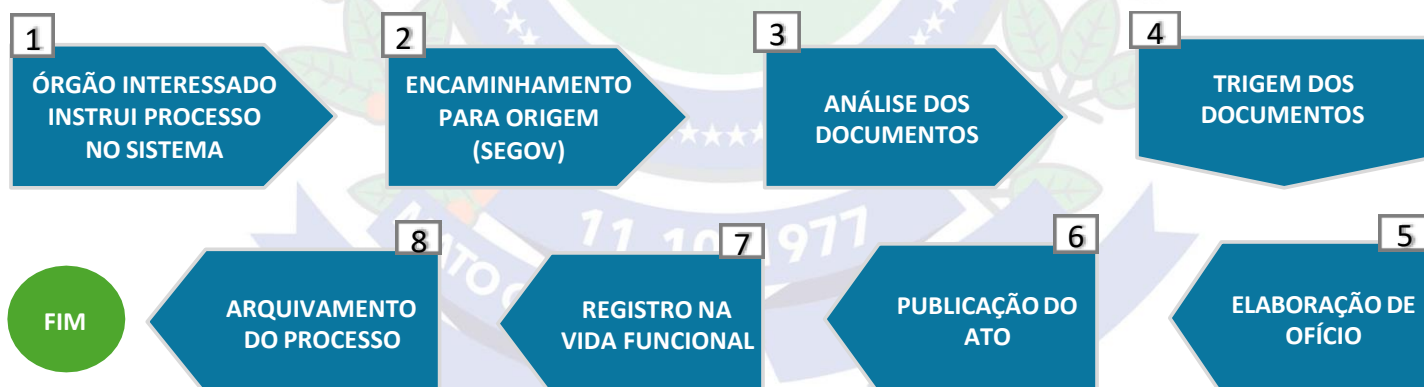 1
ÓRGÃO INTERESSADO
INSTRUI PROCESSO
NO SISTEMA
2
ENCAMINHAMENTO
PARA ORIGEM
(SEGOV)
3
ANÁLISE DOS
DOCUMENTOS
4
TRIGEM DOS
DOCUMENTOS
5
ELABORAÇÃO DE
OFÍCIO
6
PUBLICAÇÃO DO
ATO
7
REGISTRO NA
VIDA FUNCIONAL
8
ARQUIVAMENTO
DO PROCESSO
FIM